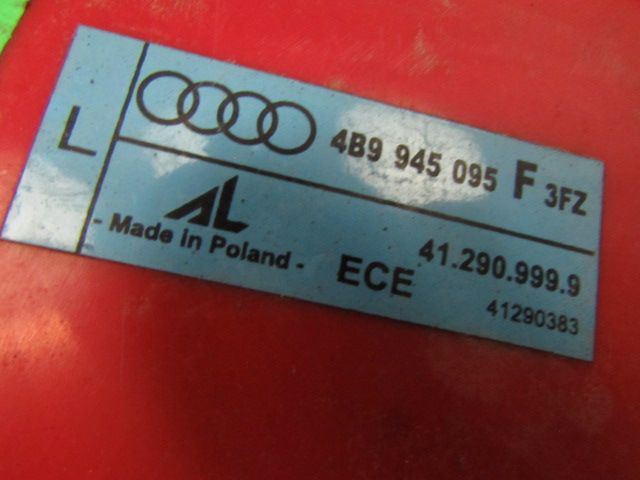 L
4B9 945 095 F 3FZ
AL
- Made in Poland -
ECE
41.290.999.9
41290383